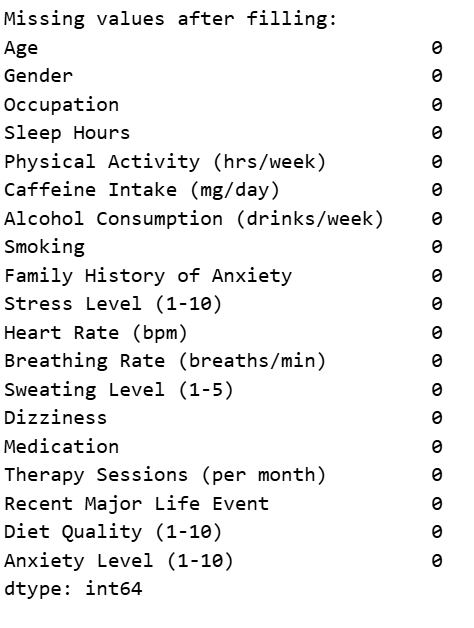 Missing values after filling:
Age 0
Gender 0
Occupation 0
Sleep Hours 0
Physical Activity (hrs/week) 0
Caffeine Intake (mg/day) 0
Alcohol Consumption (drinks/week) 0
Smoking 0
Family History of Anxiety 0
Stress Level (1-10) 0
Heart Rate (bpm) 0
Breathing Rate (breaths/min) 0
Sweating Level (1-5) 0
Dizziness 0
Medication 0
Therapy Sessions (per month) 0
Recent Major Life Event 0
Diet Quality (1-10) 0
Anxiety Level (1-10) 0
dtype: int64